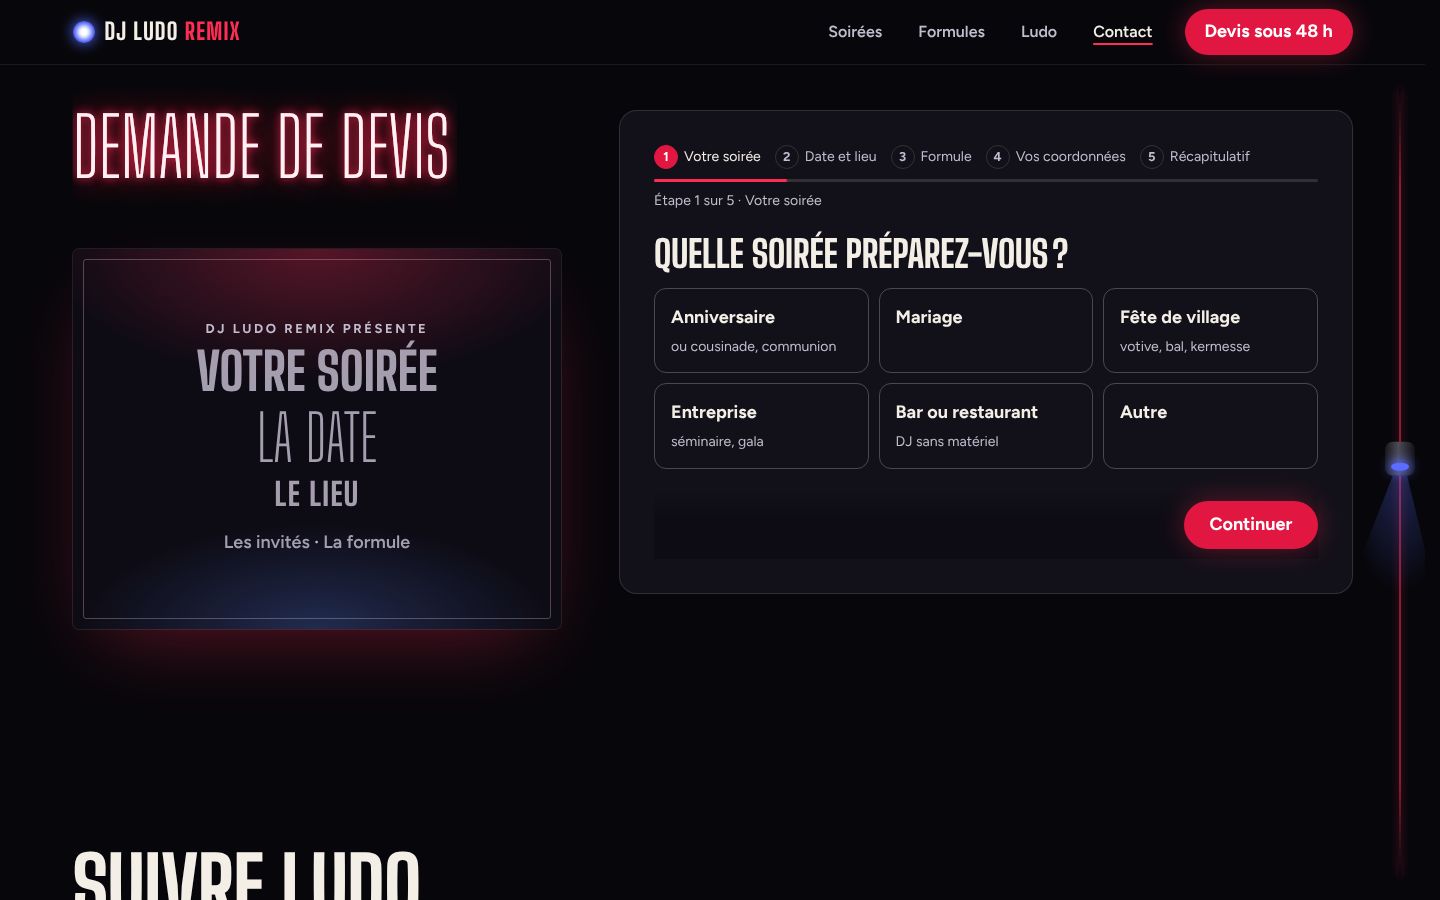 DJ LUDO REMIX
Soirées
Formules
Ludo
Contact
Devis sous 48 h
DEMANDE DE DEVIS
DJ LUDO REMIX PRÉSENTE
VOTRE SOIRÉE
LA DATE
LE LIEU
Les invités · La formule
1 Votre soirée
2 Date et lieu
3 Formule
4 Vos coordonnées
5 Récapitulatif
Étape 1 sur 5 · Votre soirée
QUELLE SOIRÉE PRÉPAREZ-VOUS ?
Anniversaire
ou cousinade, communion
Mariage
Fête de village
votive, bal, kermesse
Entreprise
séminaire, gala
Bar ou restaurant
DJ sans matériel
Autre
Continuer
SUIVRE LUDO